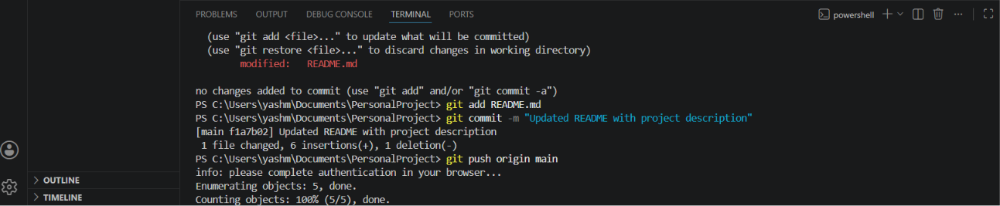 PROBLEMS OUTPUT DEBUG CONSOLE TERMINAL PORTS powershell
(use "git add <file>..." to update what will be committed)
(use "git restore <file>..." to discard changes in working directory)
modified: README.md
no changes added to commit (use "git add" and/or "git commit -a")
PS C:\Users\yashm\Documents\PersonalProject> git add README.md
PS C:\Users\yashm\Documents\PersonalProject> git commit -m "Updated README with project description"
[main f1a7b02] Updated README with project description
1 file changed, 6 insertions(+), 1 deletion(-)
PS C:\Users\yashm\Documents\PersonalProject> git push origin main
info: please complete authentication in your browser...
Enumerating objects: 5, done.
Counting objects: 100% (5/5), done.
OUTLINE
TIMELINE